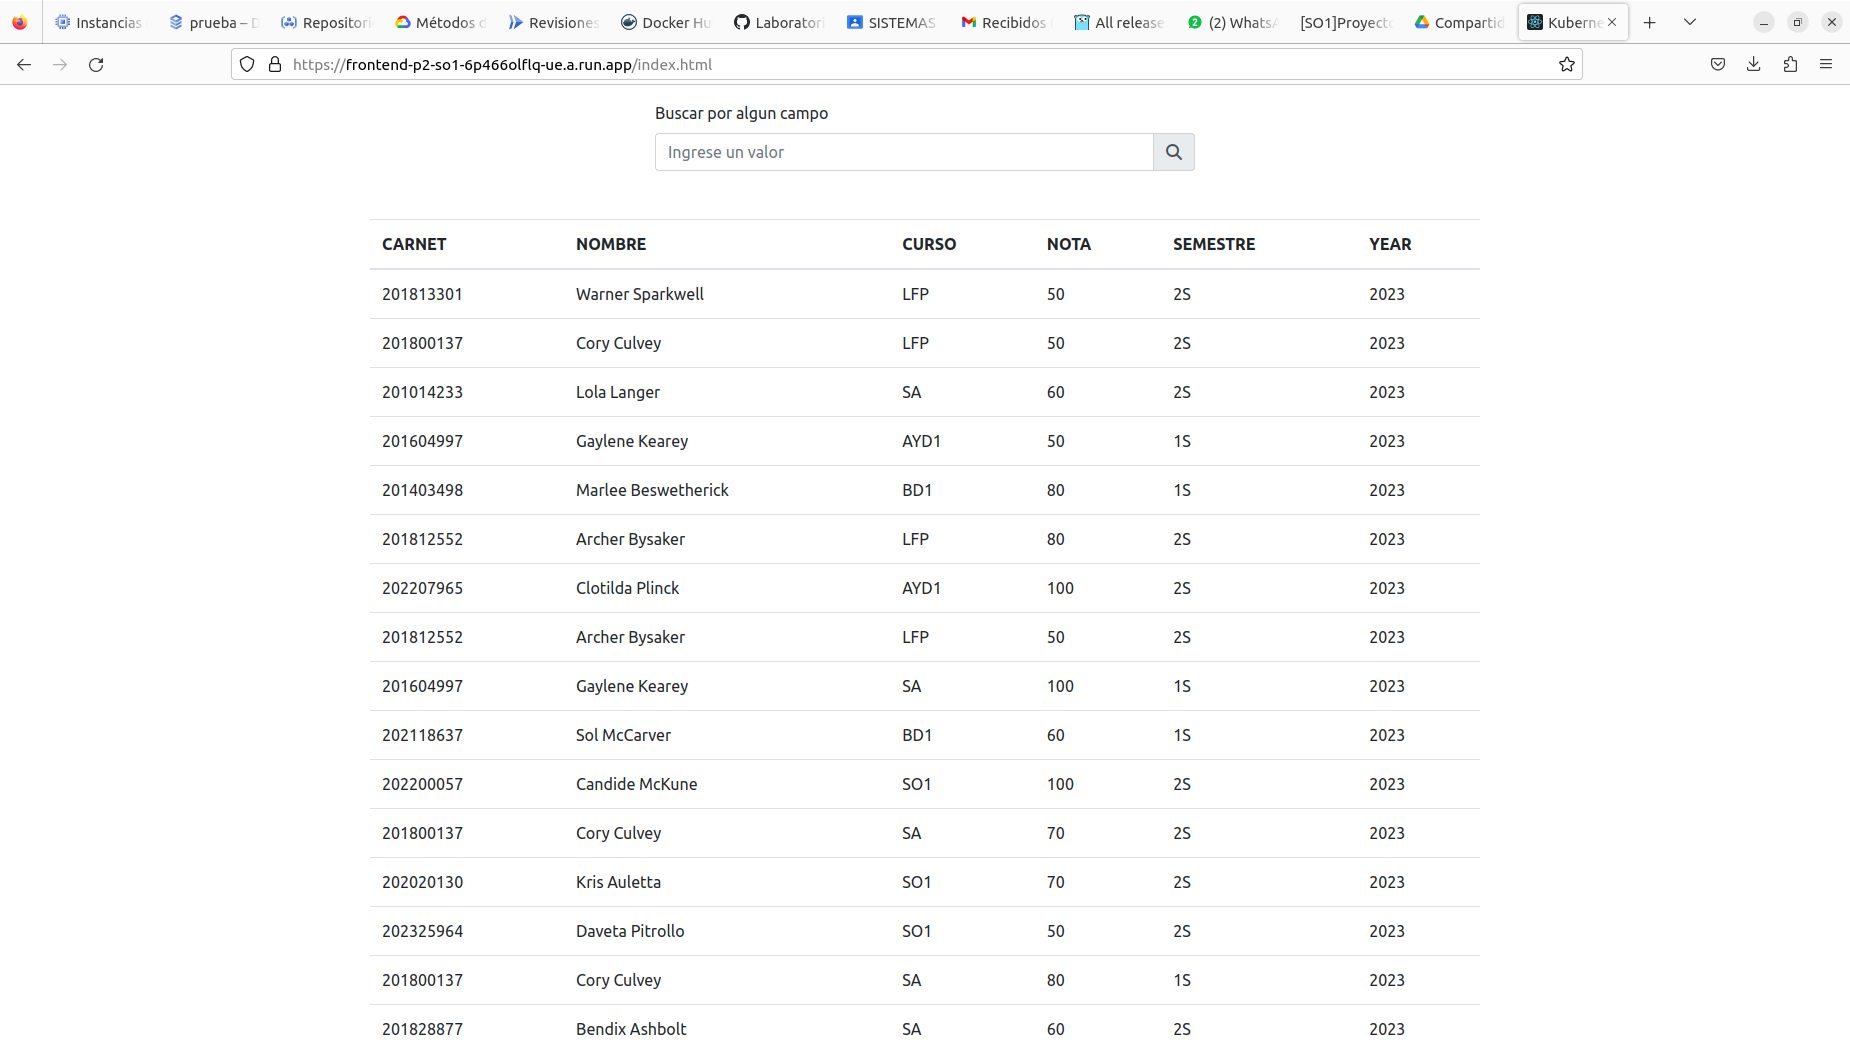 Instancias prueba – D Repositori Métodos d Revisiones Docker Hu Laboratori SISTEMAS Recibidos All release (2) WhatsA [SO1]Proyecto Compartid Kuberne
https://frontend-p2-so1-6p466olflq-ue.a.run.app/index.html
Buscar por algun campo
Ingrese un valor
CARNET NOMBRE CURSO NOTA SEMESTRE YEAR
201813301 Warner Sparkwell LFP 50 2S 2023
201800137 Cory Culvey LFP 50 2S 2023
201014233 Lola Langer SA 60 2S 2023
201604997 Gaylene Kearey AYD1 50 1S 2023
201403498 Marlee Beswetherick BD1 80 1S 2023
201812552 Archer Bysaker LFP 80 2S 2023
202207965 Clotilda Plinck AYD1 100 2S 2023
201812552 Archer Bysaker LFP 50 2S 2023
201604997 Gaylene Kearey SA 100 1S 2023
202118637 Sol McCarver BD1 60 1S 2023
202200057 Candide McKune SO1 100 2S 2023
201800137 Cory Culvey SA 70 2S 2023
202020130 Kris Auletta SO1 70 2S 2023
202325964 Daveta Pitrollo SO1 50 2S 2023
201800137 Cory Culvey SA 80 1S 2023
201828877 Bendix Ashbolt SA 60 2S 2023